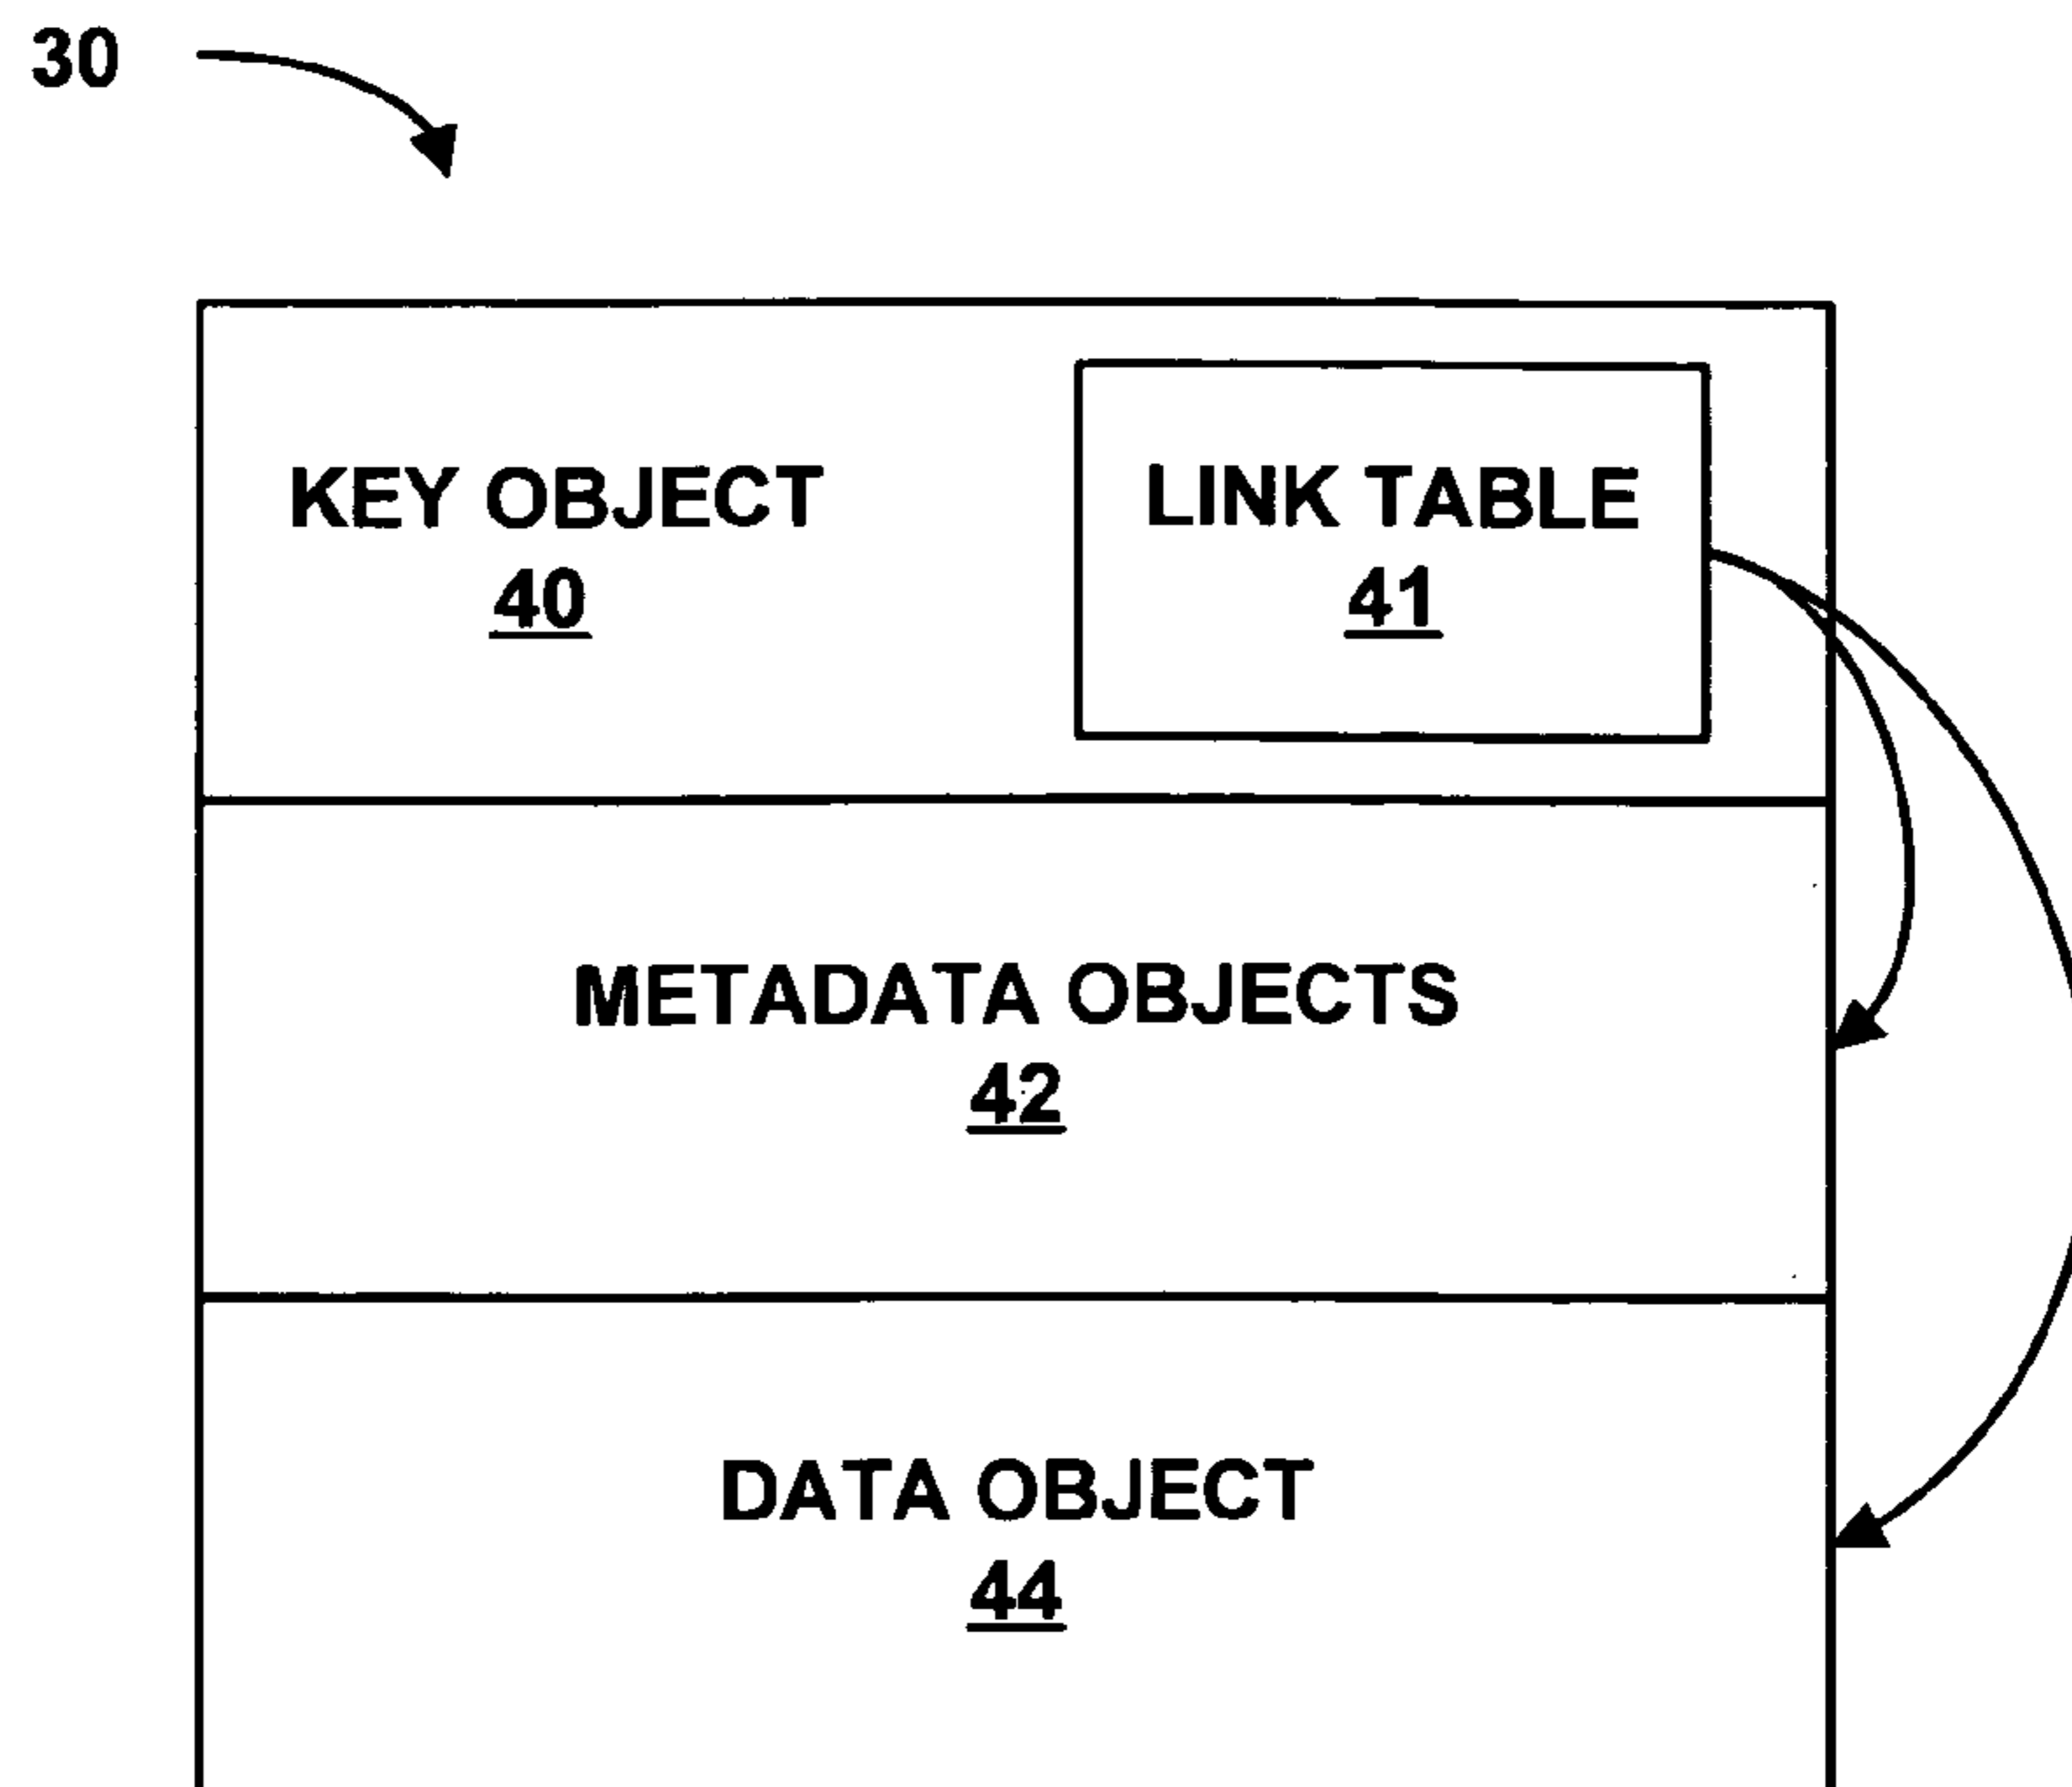 30
KEY OBJECT
40
LINK TABLE
41
METADATA OBJECTS
42
DATA OBJECT
44